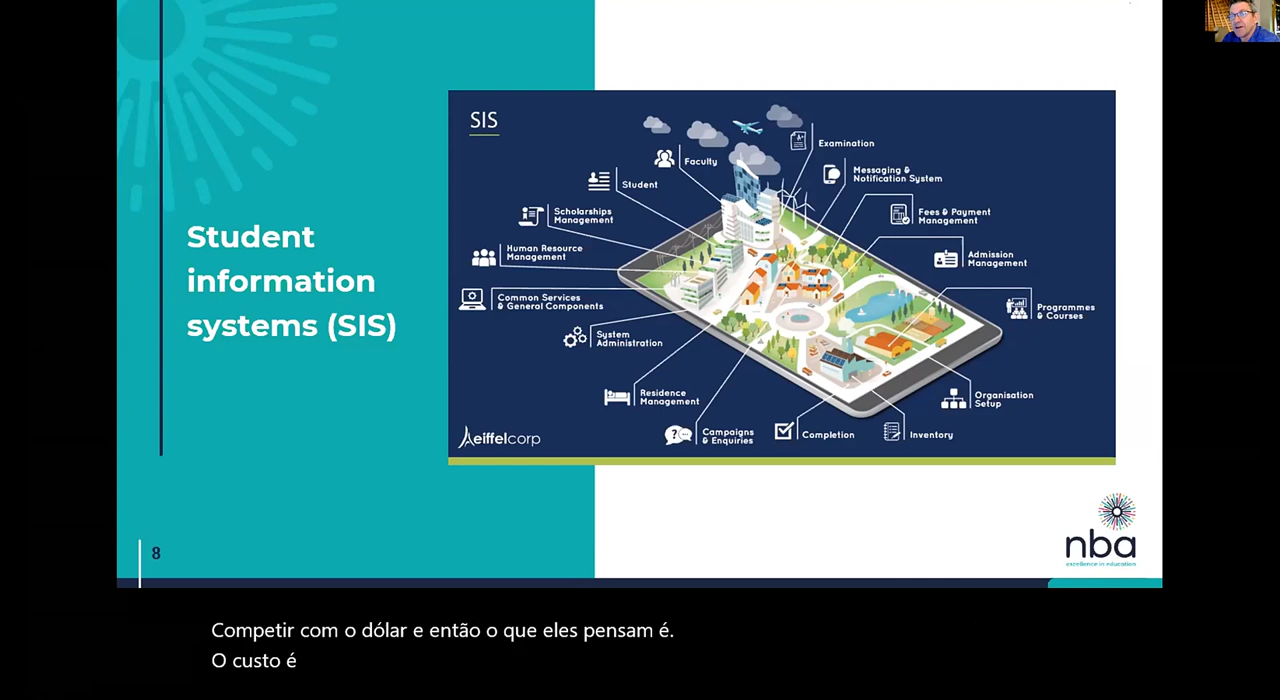 Student
information
systems (SIS)
SIS
Faculty
Student
Scholarships
Management
Human Resource
Management
Common Services
& General Components
System
Administration
Residence
Management
Campaigns
& Enquiries
Completion
Inventory
Organisation
Setup
Programmes
& Courses
Admission
Management
Fees & Payment
Management
Messaging &
Notification System
Examination
eiffelcorp
nba
excellence in education
8
Competir com o dólar e então o que eles pensam é.
O custo é